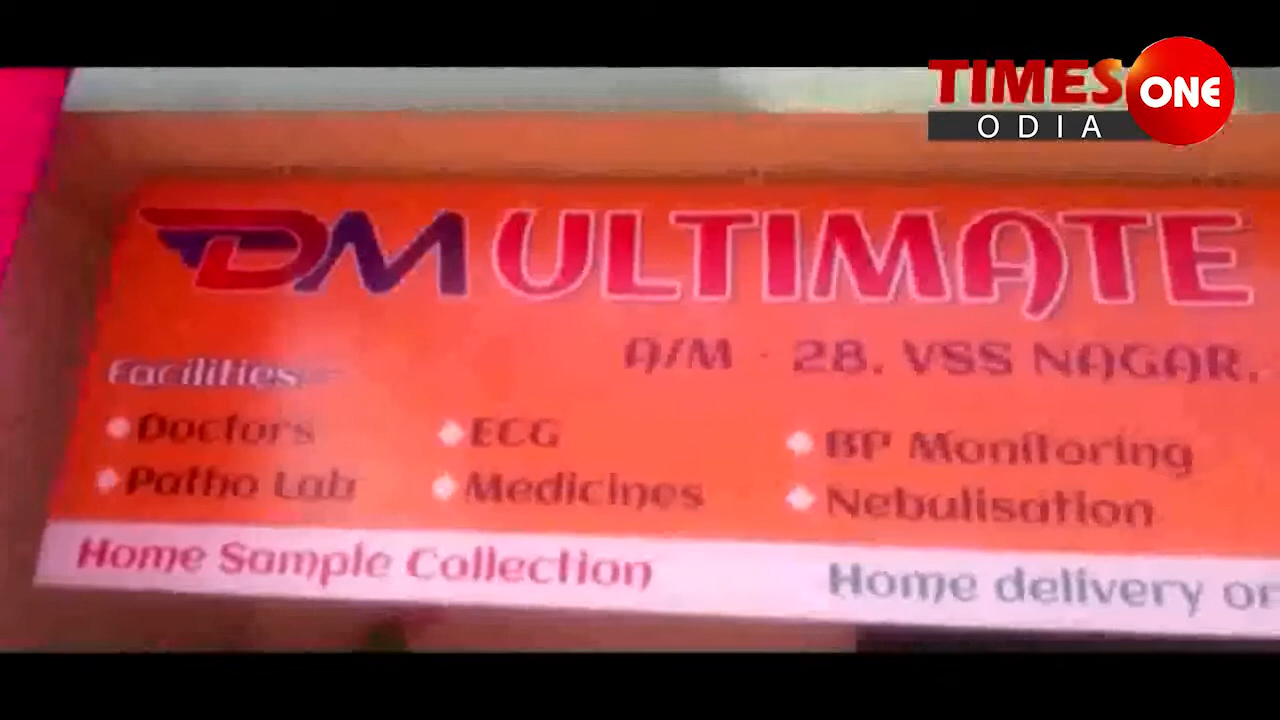 TIMES ONE
ODIA
DM ULTIMATE
A/M - 28, VSS NAGAR,
Facilities
Doctors
ECG
BP Monitoring
Patho Lab
Medicines
Nebulisation
Home Sample Collection
Home delivery of